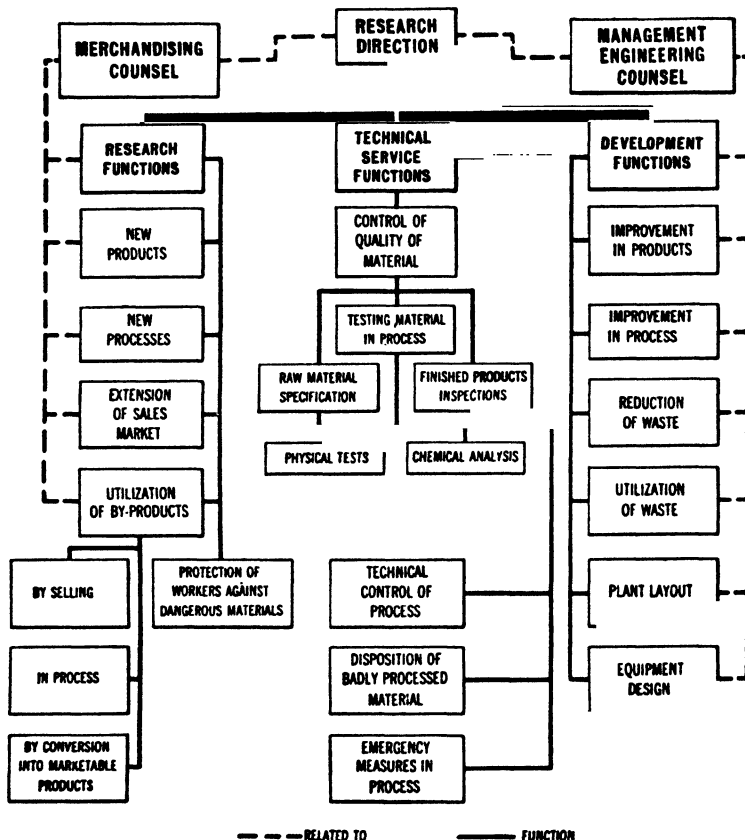 RESEARCH
DIRECTION
MERCHANDISING
COUNSEL
MANAGEMENT
ENGINEERING
COUNSEL
RESEARCH
FUNCTIONS
TECHNICAL
SERVICE
FUNCTIONS
DEVELOPMENT
FUNCTIONS
NEW
PRODUCTS
CONTROL OF
QUALITY OF
MATERIAL
IMPROVEMENT
IN PRODUCTS
NEW
PROCESSES
TESTING MATERIAL
IN PROCESS
IMPROVEMENT
IN PROCESS
RAW MATERIAL
SPECIFICATION
FINISHED PRODUCTS
INSPECTIONS
EXTENSION
OF SALES
MARKET
REDUCTION
OF WASTE
PHYSICAL TESTS
CHEMICAL ANALYSIS
UTILIZATION
OF BY-PRODUCTS
UTILIZATION
OF WASTE
BY SELLING
PROTECTION OF
WORKERS AGAINST
DANGEROUS MATERIALS
TECHNICAL
CONTROL OF
PROCESS
PLANT LAYOUT
IN PROCESS
DISPOSITION OF
BADLY PROCESSED
MATERIAL
EQUIPMENT
DESIGN
BY CONVERSION
INTO MARKETABLE
PRODUCTS
EMERGENCY
MEASURES IN
PROCESS
RELATED TO
FUNCTION